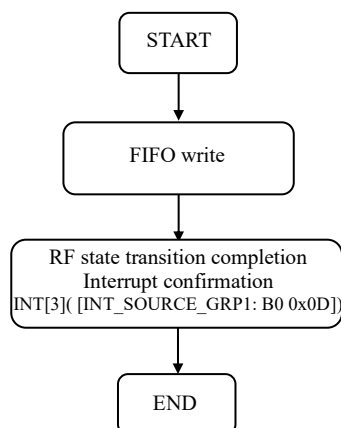 START
FIFO write
RF state transition completion
Interrupt confirmation
INT[3]( [INT_SOURCE_GRP1: B0 0x0D])
END